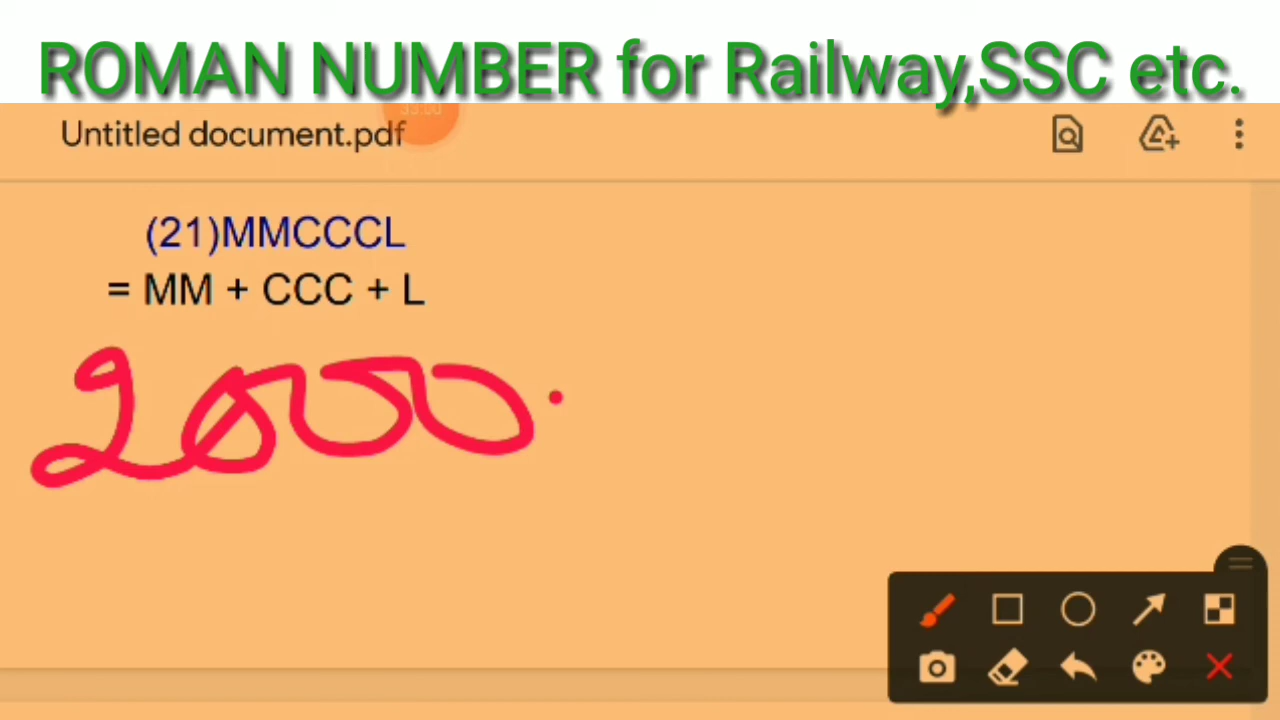 ROMAN NUMBER for Railway,SSC etc.
Untitled document.pdf
(21)MMCCCL
= MM + CCC + L
2000